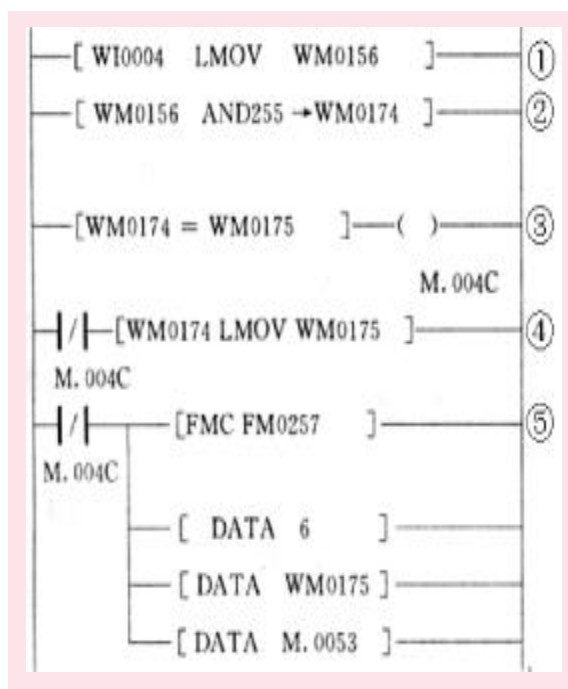 [ WI0004 LMOV WM0156 ] ①
[ WM0156 AND255 →WM0174 ] ②
[WM0174 = WM0175 ]—( ) ③
M. 004C
/ [WM0174 LMOV WM0175 ] ④
M. 004C
/ [FMC FM0257 ] ⑤
M. 004C
[ DATA 6 ]
[ DATA WM0175 ]
[ DATA M. 0053 ]